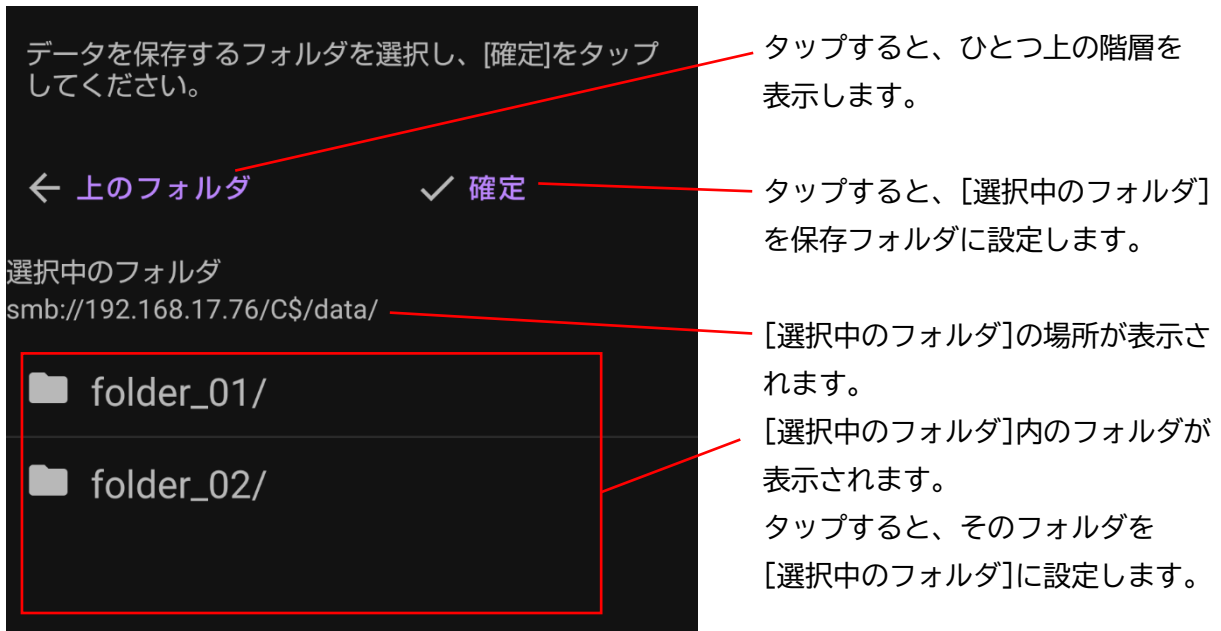 データを保存するフォルダを選択し、[確定]をタップ
してください。
上のフォルダ
確定
選択中のフォルダ
smb://192.168.17.76/C$/data/
folder_01/
folder_02/
タップすると、ひとつ上の階層を
表示します。
タップすると、[選択中のフォルダ]
を保存フォルダに設定します。
[選択中のフォルダ]の場所が表示さ
れます。
[選択中のフォルダ]内のフォルダが
表示されます。
タップすると、そのフォルダを
[選択中のフォルダ]に設定します。